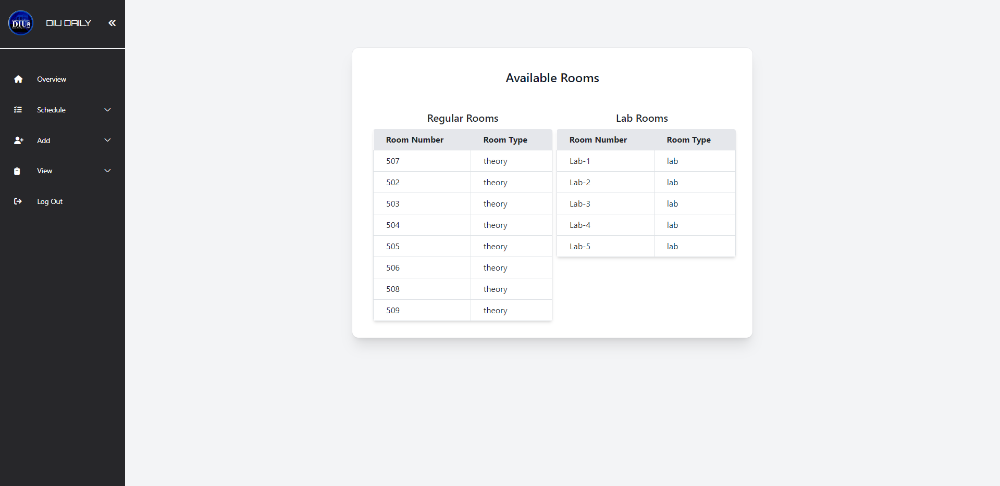 DIU
DIU DAILY
Overview
Schedule
Add
View
Log Out
Available Rooms
Regular Rooms
Room Number Room Type
507 theory
502 theory
503 theory
504 theory
505 theory
506 theory
508 theory
509 theory
Lab Rooms
Room Number Room Type
Lab-1 lab
Lab-2 lab
Lab-3 lab
Lab-4 lab
Lab-5 lab